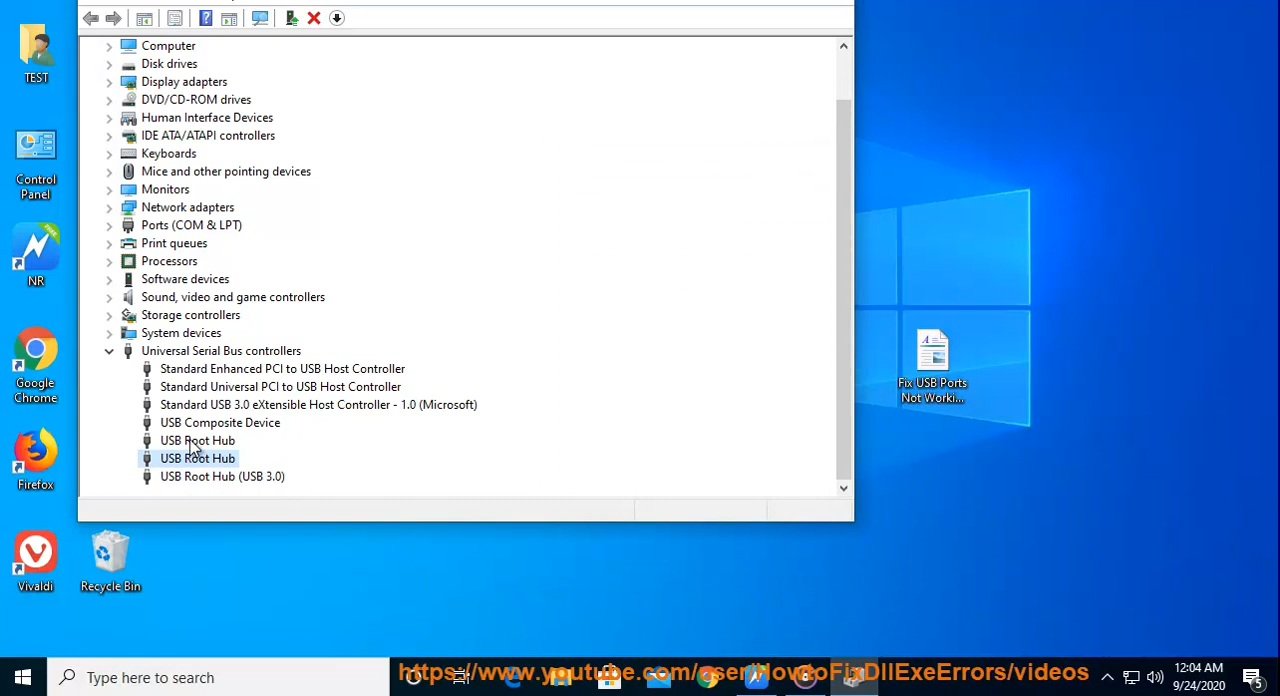 TEST
Control
Panel
NR
Google
Chrome
Firefox
Vivaldi
Recycle Bin
Computer
Disk drives
Display adapters
DVD/CD-ROM drives
Human Interface Devices
IDE ATA/ATAPI controllers
Keyboards
Mice and other pointing devices
Monitors
Network adapters
Ports (COM & LPT)
Print queues
Processors
Software devices
Sound, video and game controllers
Storage controllers
System devices
Universal Serial Bus controllers
Standard Enhanced PCI to USB Host Controller
Standard Universal PCI to USB Host Controller
Standard USB 3.0 eXtensible Host Controller - 1.0 (Microsoft)
USB Composite Device
USB Root Hub
USB Root Hub
USB Root Hub (USB 3.0)
Fix USB Ports
Not Worki...
Type here to search
https://www.youtube.com/user/HowtoFixDllExeErrors/videos
12:04 AM
9/24/2020
5